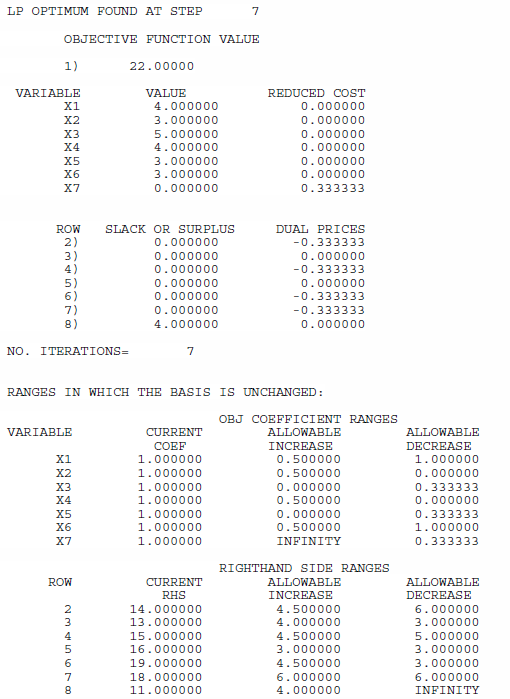 LP OPTIMUM FOUND AT STEP 7
OBJECTIVE FUNCTION VALUE
1) 22.00000
VARIABLE VALUE REDUCED COST
X1 4.000000 0.000000
X2 3.000000 0.000000
X3 5.000000 0.000000
X4 4.000000 0.000000
X5 3.000000 0.000000
X6 3.000000 0.000000
X7 0.000000 0.333333
ROW SLACK OR SURPLUS DUAL PRICES
2) 0.000000 -0.333333
3) 0.000000 0.000000
4) 0.000000 -0.333333
5) 0.000000 0.000000
6) 0.000000 -0.333333
7) 0.000000 -0.333333
8) 4.000000 0.000000
NO. ITERATIONS= 7
RANGES IN WHICH THE BASIS IS UNCHANGED:
OBJ COEFFICIENT RANGES
VARIABLE CURRENT ALLOWABLE ALLOWABLE
COEF INCREASE DECREASE
X1 1.000000 0.500000 1.000000
X2 1.000000 0.500000 0.000000
X3 1.000000 0.000000 0.333333
X4 1.000000 0.500000 0.000000
X5 1.000000 0.000000 0.333333
X6 1.000000 0.500000 1.000000
X7 1.000000 INFINITY 0.333333
RIGHTHAND SIDE RANGES
ROW CURRENT ALLOWABLE ALLOWABLE
RHS INCREASE DECREASE
2 14.000000 4.500000 6.000000
3 13.000000 4.000000 3.000000
4 15.000000 4.500000 5.000000
5 16.000000 3.000000 3.000000
6 19.000000 4.500000 3.000000
7 18.000000 6.000000 6.000000
8 11.000000 4.000000 INFINITY